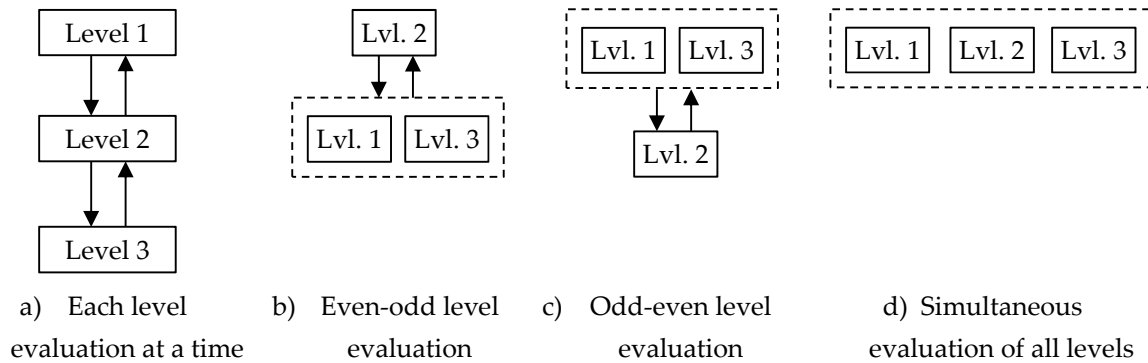 Level 1
Level 2
Level 3
a) Each level
evaluation at a time
Lvl. 2
Lvl. 1 Lvl. 3
b) Even-odd level
evaluation
Lvl. 1 Lvl. 3
Lvl. 2
c) Odd-even level
evaluation
Lvl. 1 Lvl. 2 Lvl. 3
d) Simultaneous
evaluation of all levels